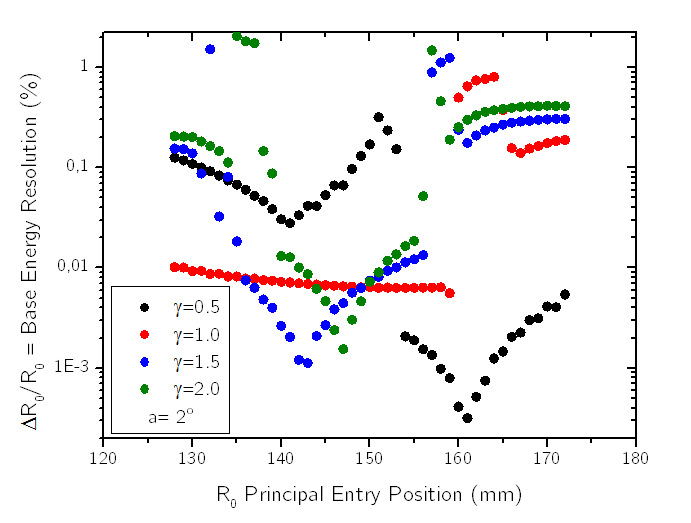 ΔR₀/R₀ = Base Energy Resolution (%)
1
0,1
0,01
1E-3
γ=0.5
γ=1.0
γ=1.5
γ=2.0
a= 2°
120 130 140 150 160 170 180
R₀ Principal Entry Position (mm)